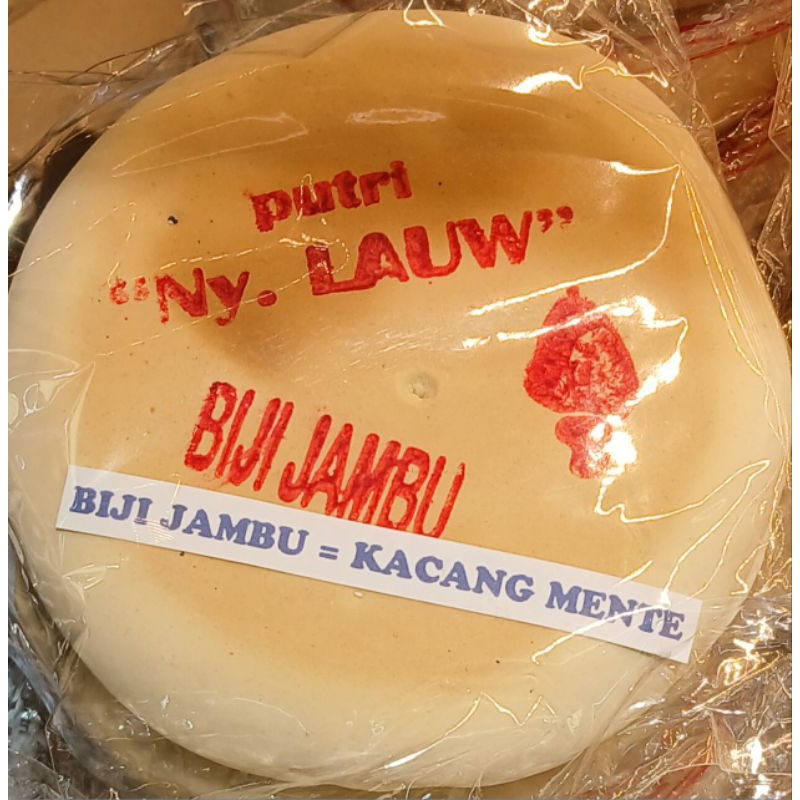 putri
“Ny. LAUW”
BIJI JAMBU
BIJI JAMBU = KACANG MENTE